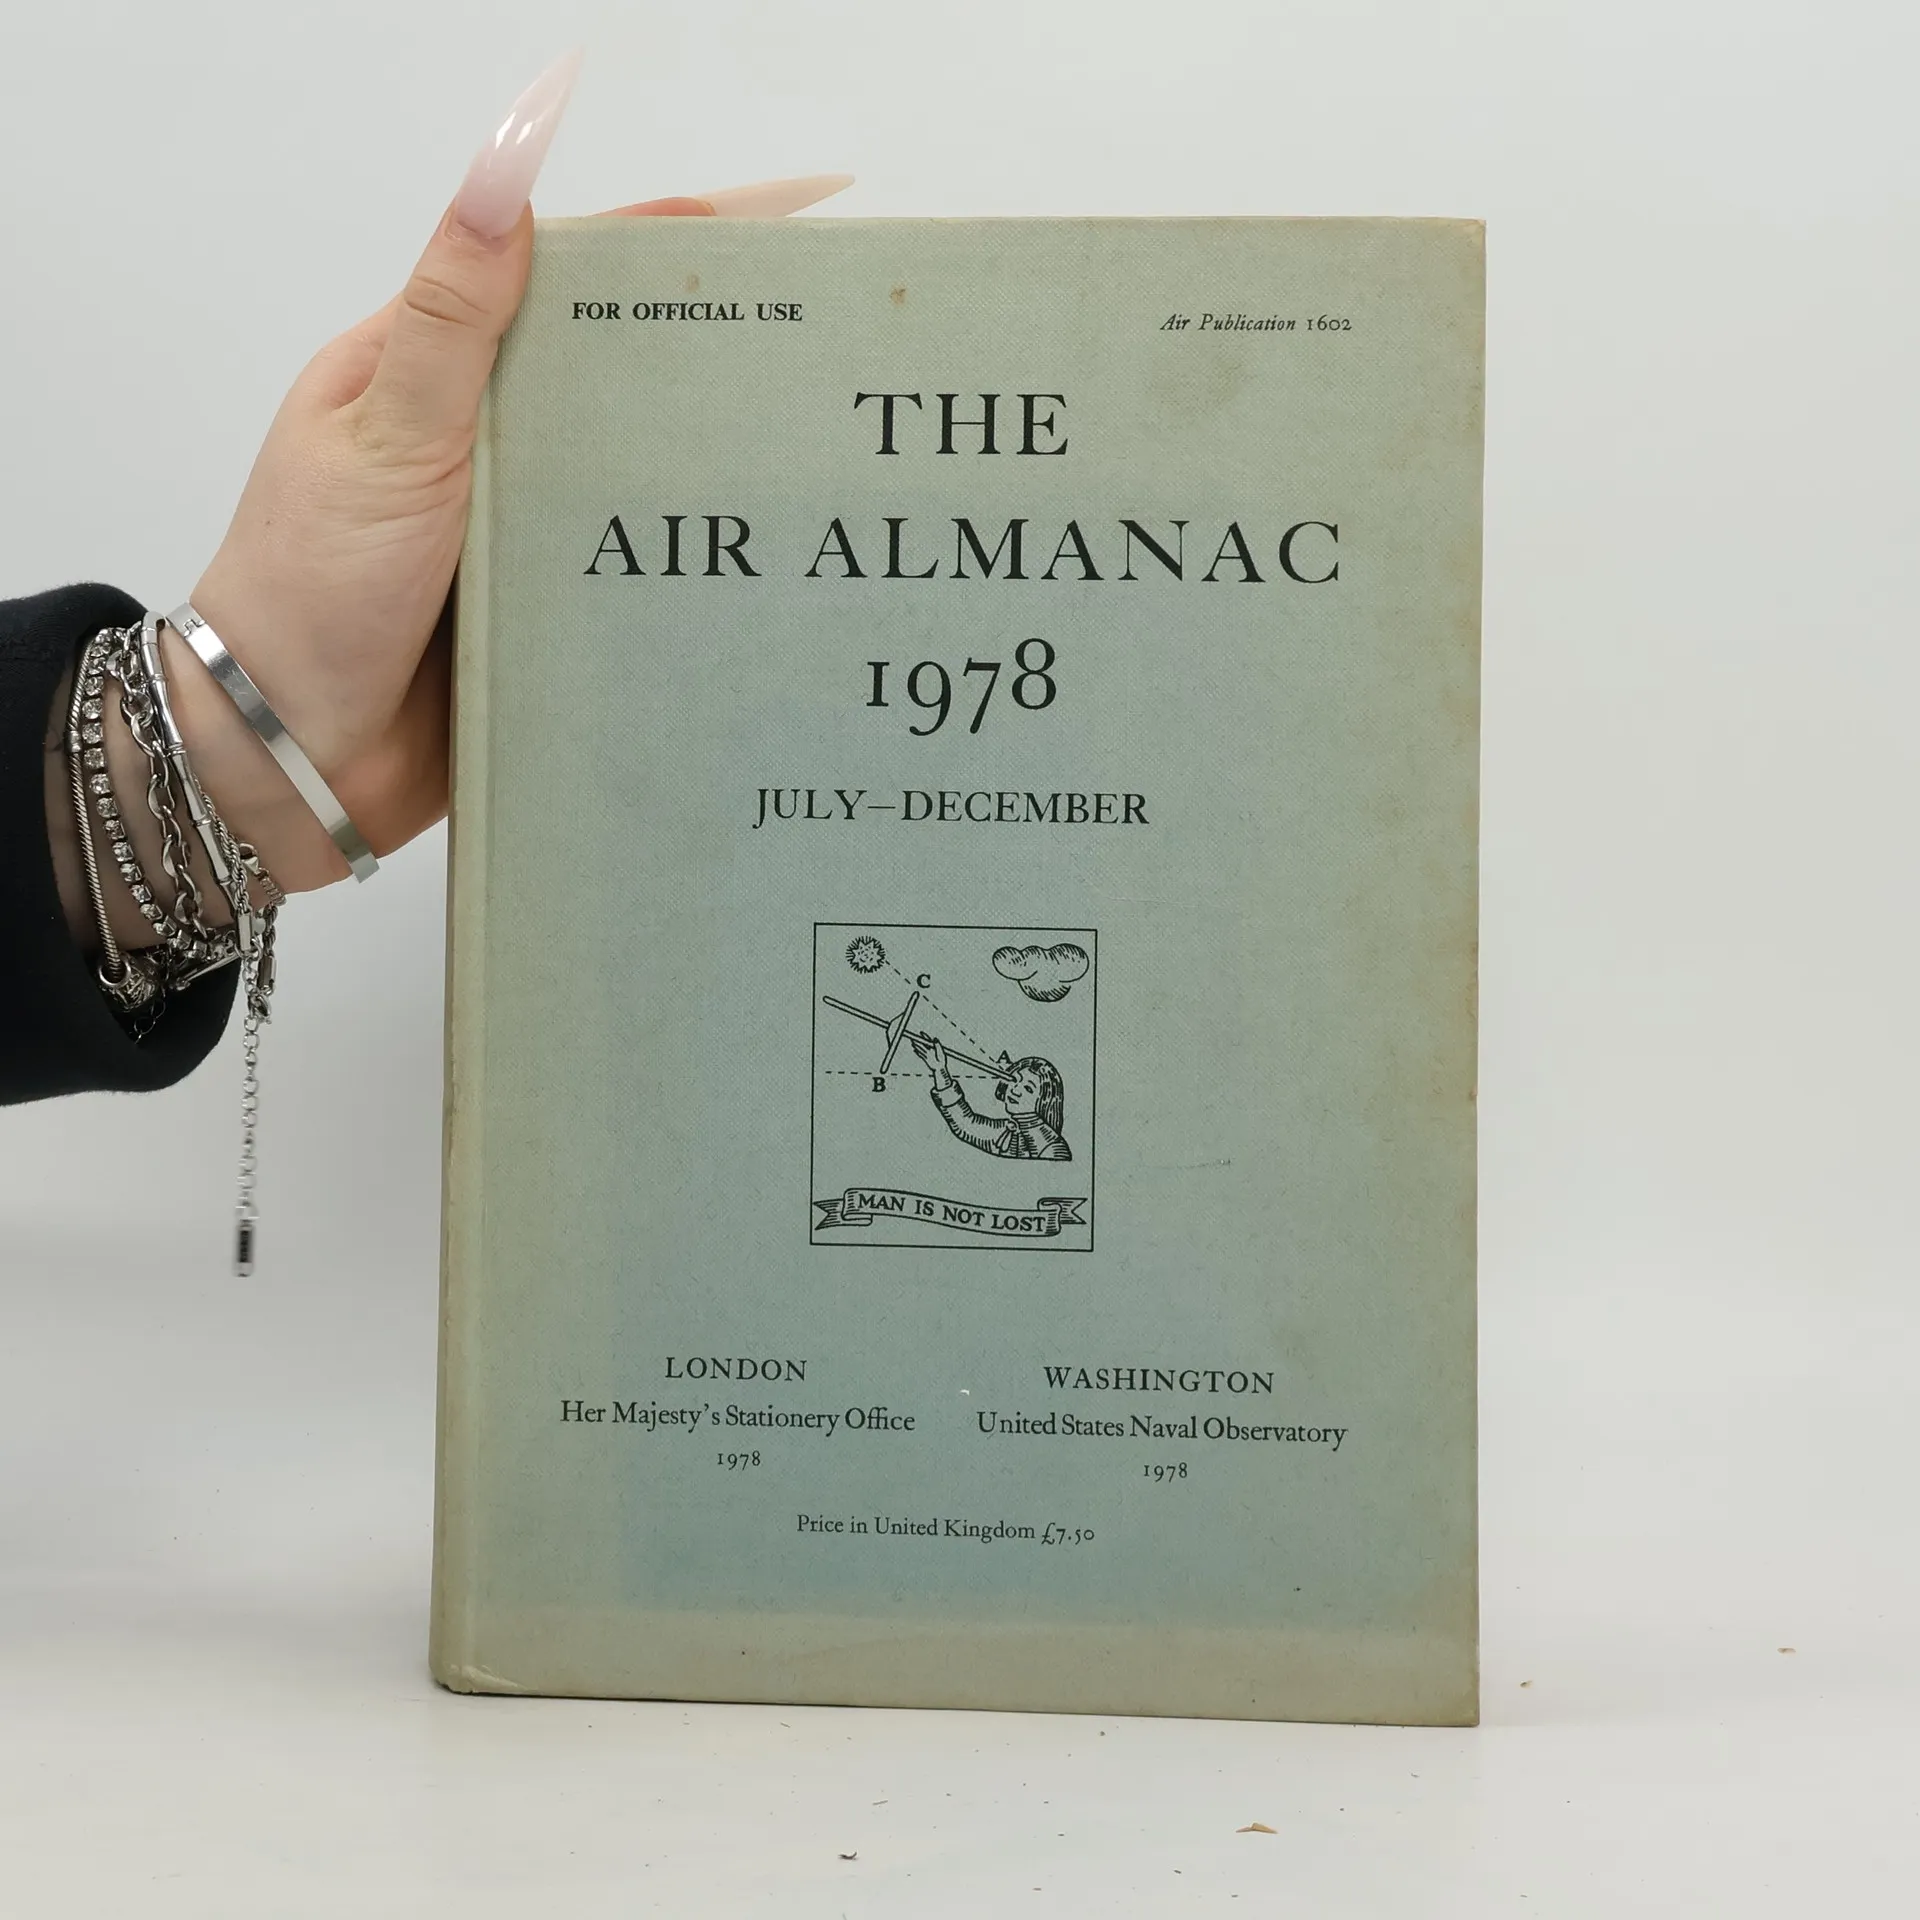 FOR OFFICIAL USE
Air Publication 1602
THE
AIR ALMANAC
1978
JULY—DECEMBER
C
A
B
MAN IS NOT LOST
LONDON
Her Majesty's Stationery Office
1978
WASHINGTON
United States Naval Observatory
1978
Price in United Kingdom £7.50